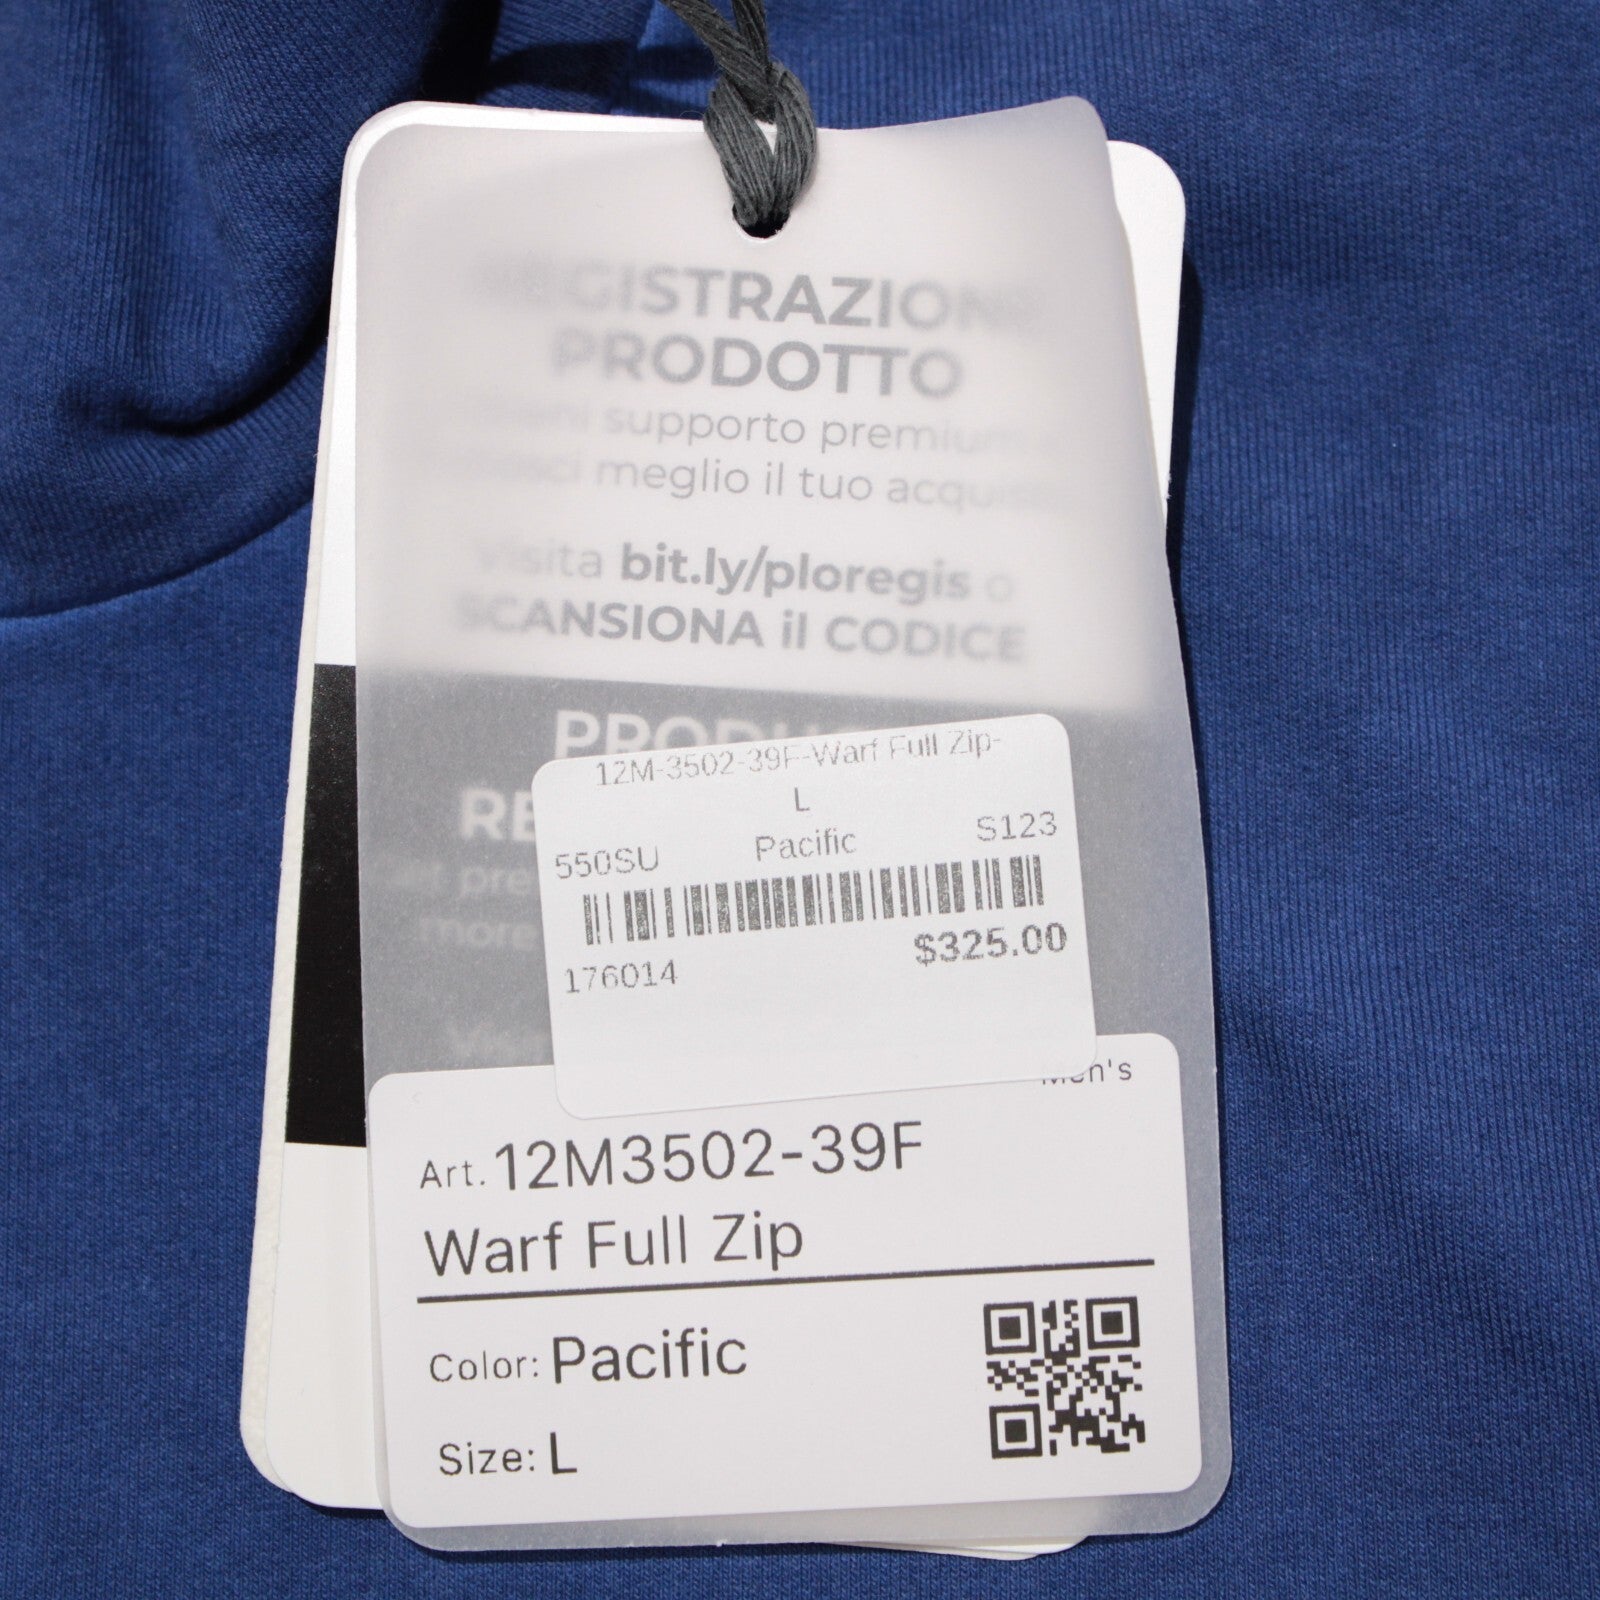 REGISTRAZIONE
PRODOTTO
supporto premium
meglio il tuo
Visita bit.ly/ploregis o
SCANSIONA il CODICE
12M-3502-39F-Warf Full Zip-
L
550SU Pacific S123
$325.00
176014
Men's
Art. 12M3502-39F
Warf Full Zip
Color: Pacific
Size: L